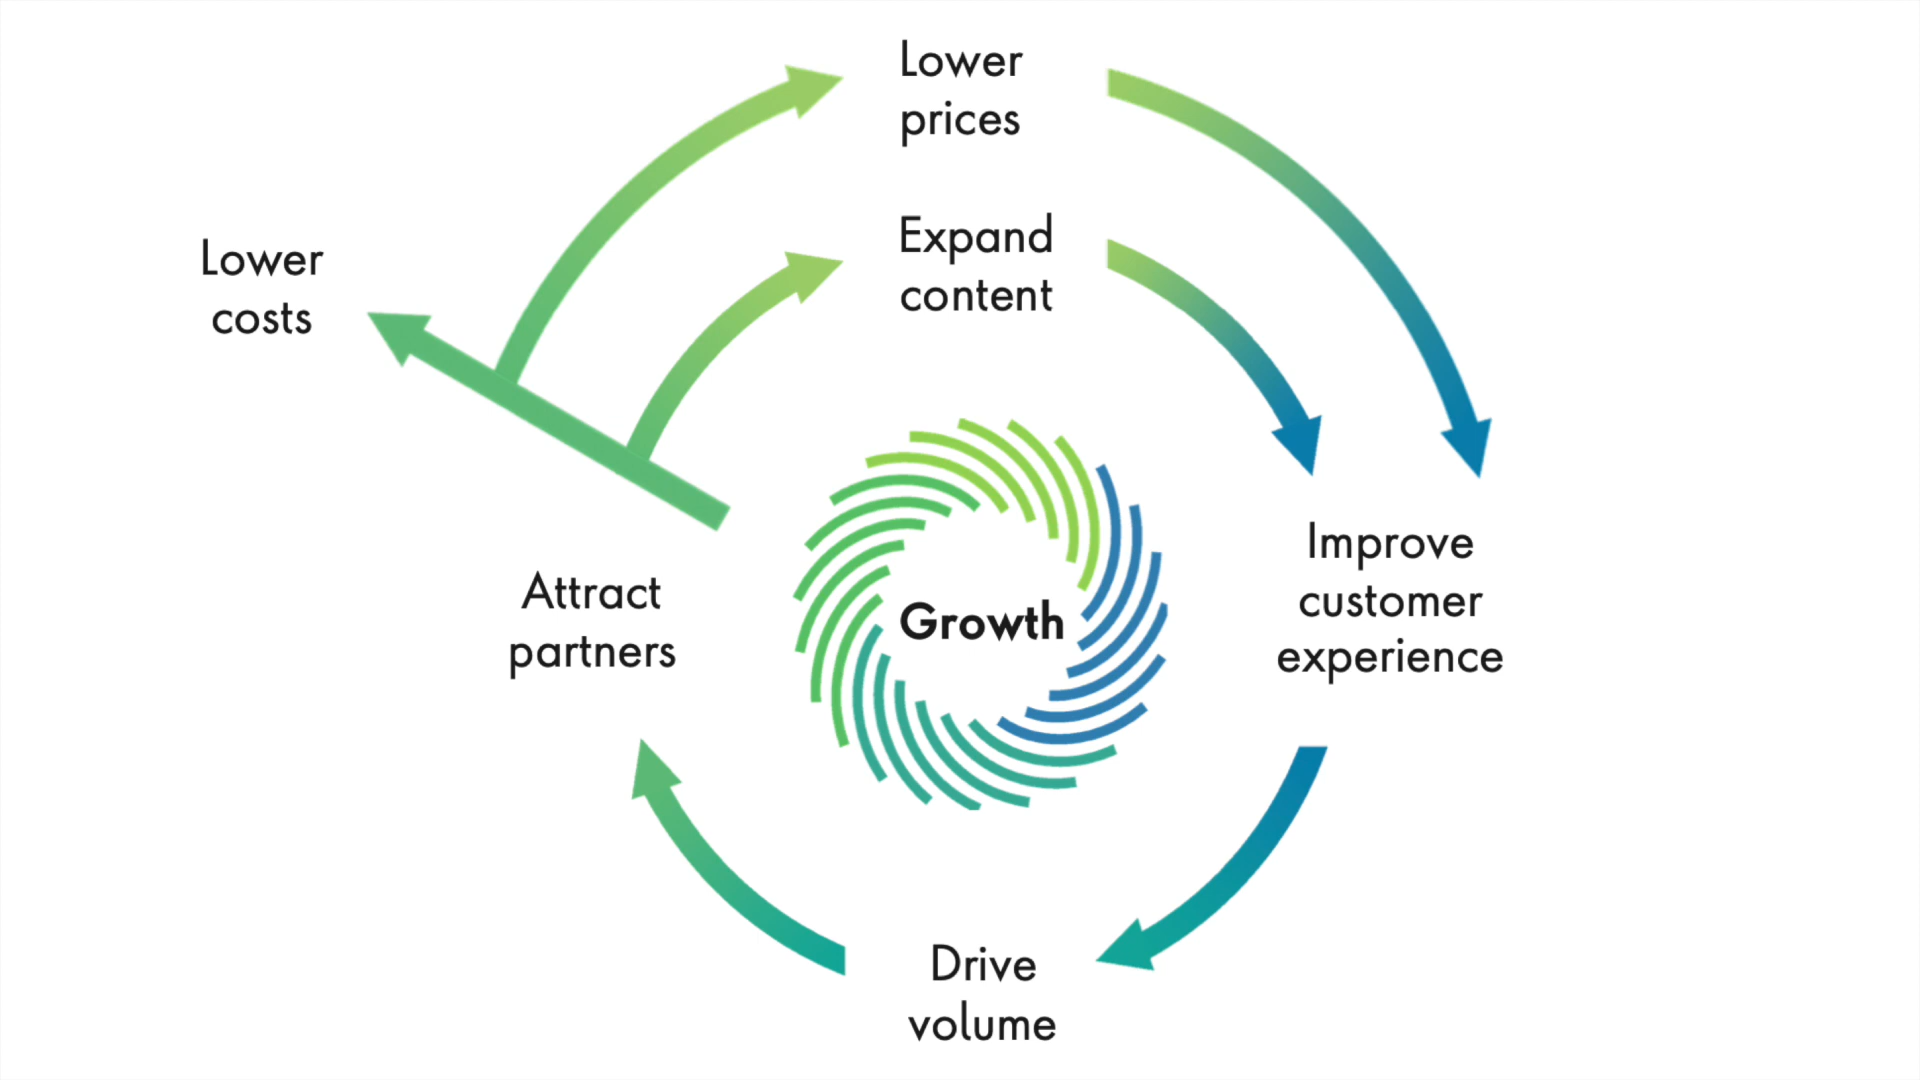 Lower
prices
Expand
content
Lower
costs
Improve
customer
experience
Attract
partners
Growth
Drive
volume